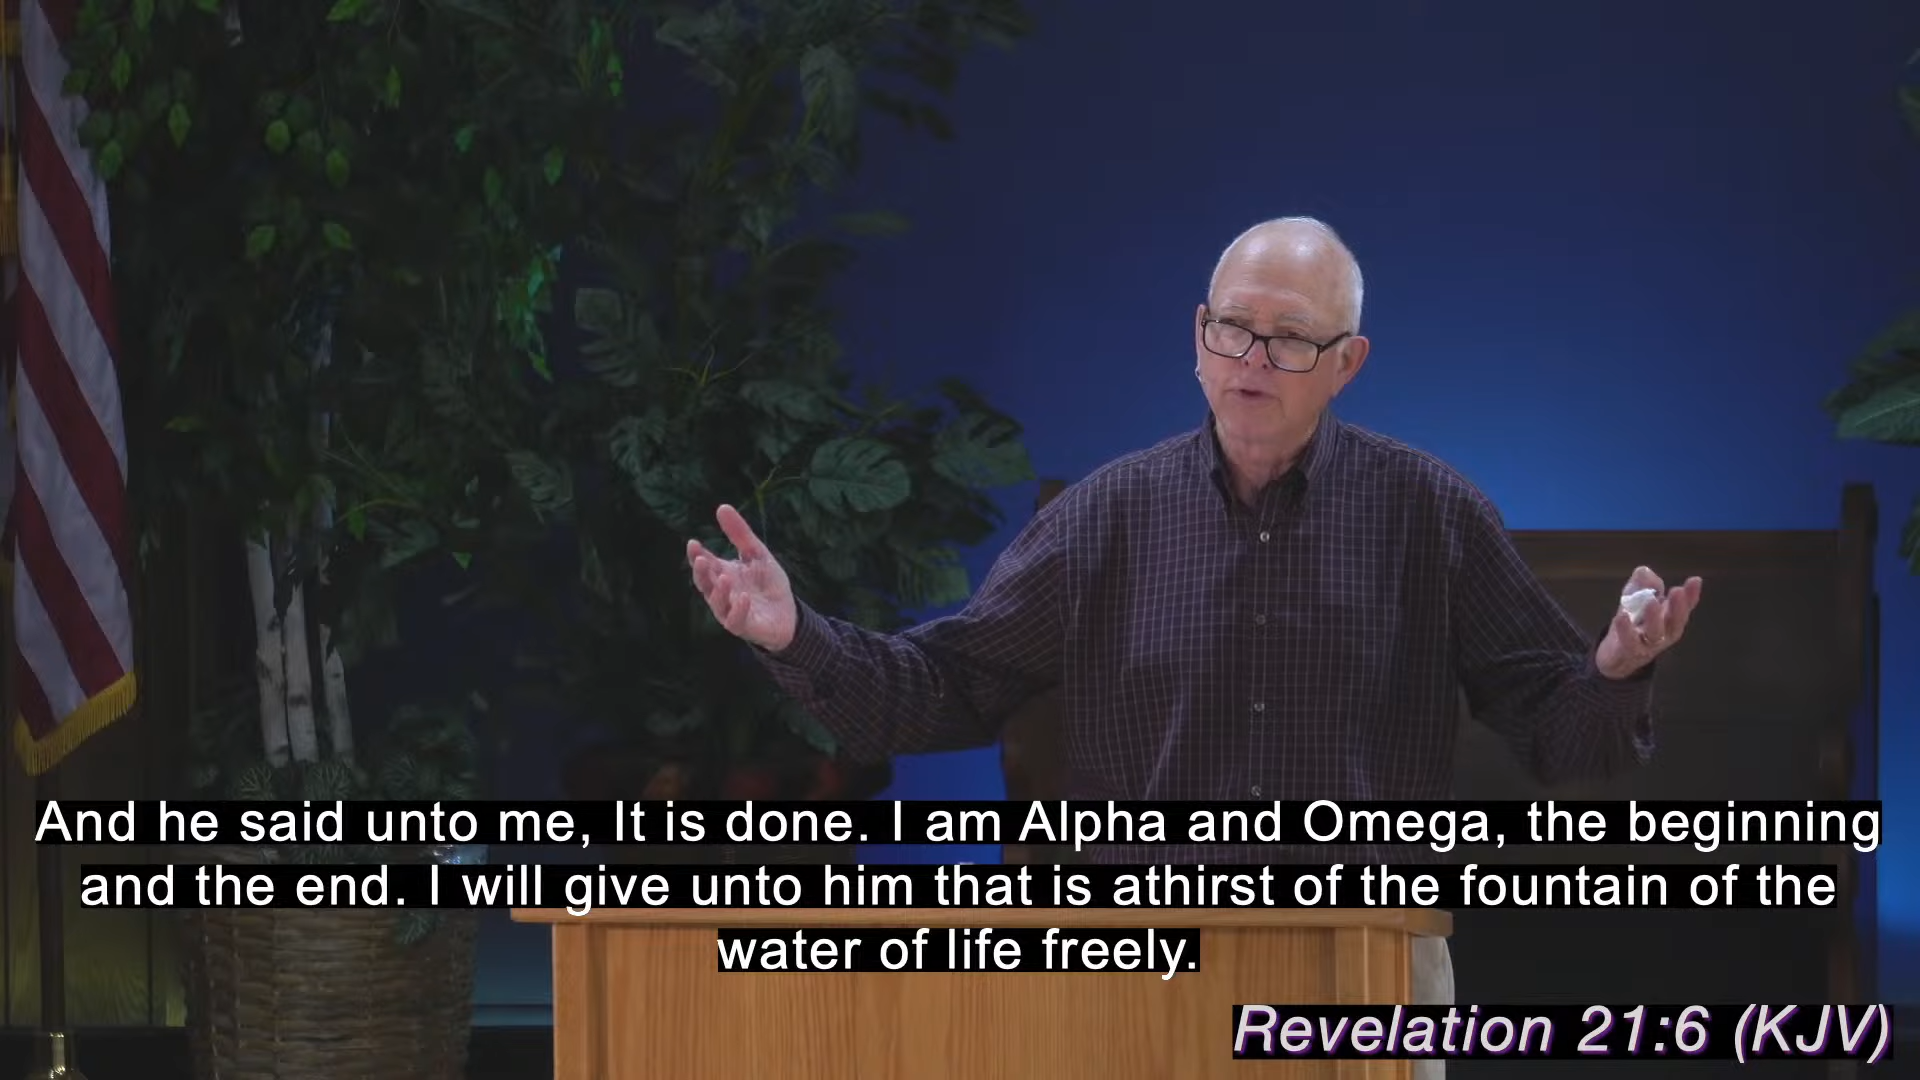 And he said unto me, It is done. I am Alpha and Omega, the beginning
and the end. I will give unto him that is athirst of the fountain of the
water of life freely.
Revelation 21:6 (KJV)